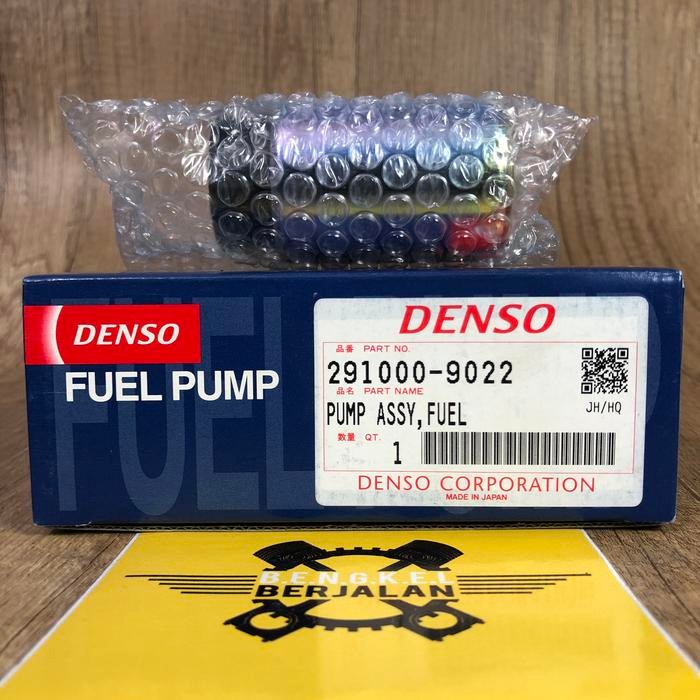 DENSO
FUEL PUMP
DENSO
品番 PART NO.
291000-9022
品名 PART NAME
PUMP ASSY,FUEL
JH/HQ
数量 QT.
1
DENSO CORPORATION
MADE IN JAPAN
B.E.N.G.K.E.L
BERJALAN